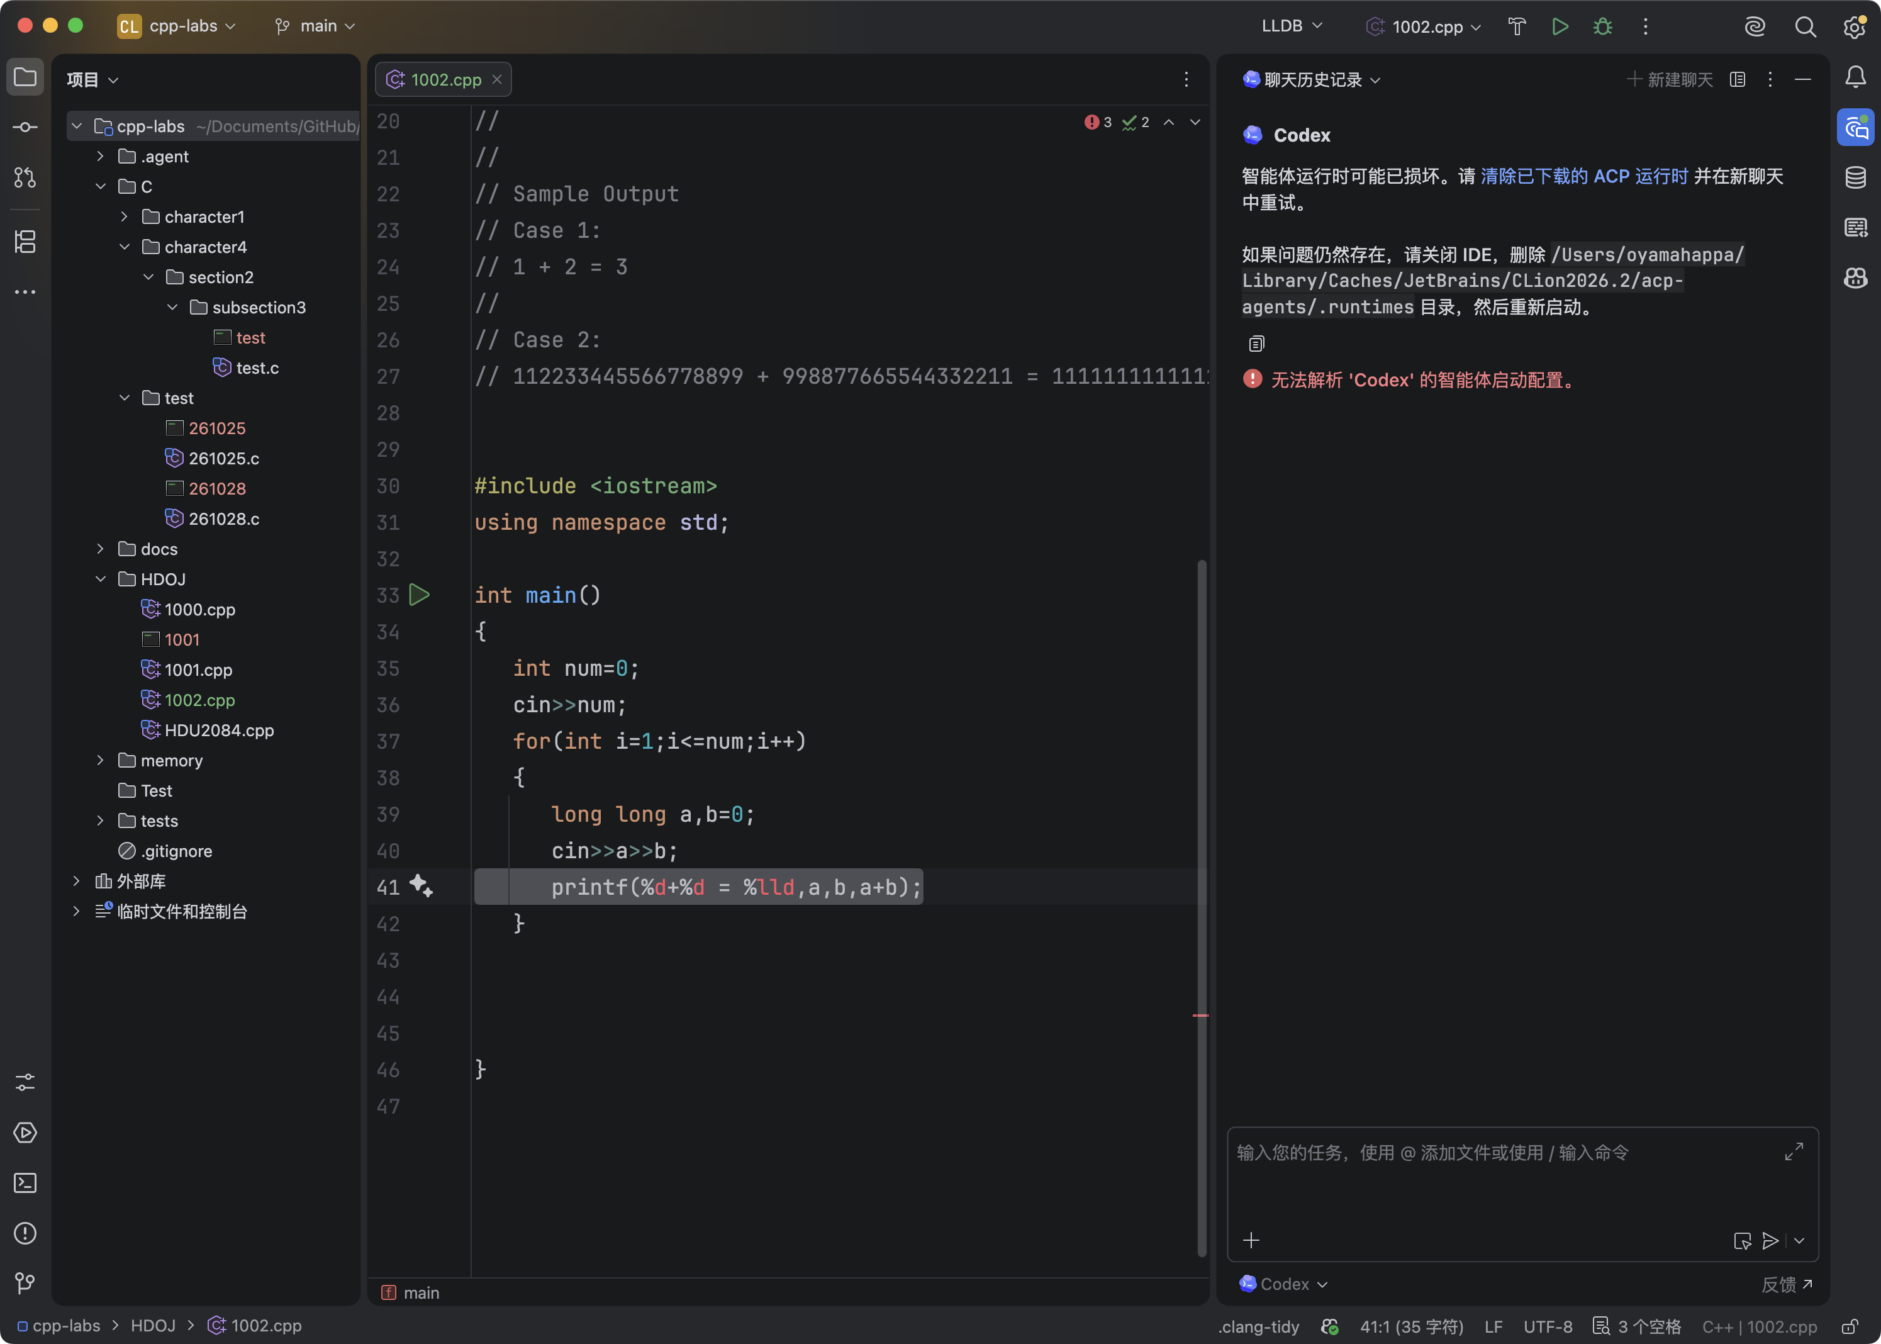 CL cpp-labs main LLDB 1002.cpp
项目
cpp-labs ~/Documents/GitHub/
.agent
C
character1
character4
section2
subsection3
test
test.c
test
261025
261025.c
261028
261028.c
docs
HDOJ
1000.cpp
1001
1001.cpp
1002.cpp
HDU2084.cpp
memory
Test
tests
.gitignore
外部库
临时文件和控制台
1002.cpp
3 2
20 //
21 //
22 // Sample Output
23 // Case 1:
24 // 1 + 2 = 3
25 //
26 // Case 2:
27 // 112233445566778899 + 998877665544332211 = 111111111111
28
29
30 #include <iostream>
31 using namespace std;
32
33 int main()
34 {
35 int num=0;
36 cin>>num;
37 for(int i=1;i<=num;i++)
38 {
39 long long a,b=0;
40 cin>>a>>b;
41 printf(%d+%d = %lld,a,b,a+b);
42 }
43
44
45
46 }
47
f main
聊天历史记录 新建聊天
Codex
智能体运行时可能已损坏。请 清除已下载的 ACP 运行时 并在新聊天
中重试。
如果问题仍然存在，请关闭 IDE，删除 /Users/oyamahappa/
Library/Caches/JetBrains/CLion2026.2/acp-
agents/.runtimes 目录，然后重新启动。
无法解析 'Codex' 的智能体启动配置。
输入您的任务，使用 @ 添加文件或使用 / 输入命令
Codex 反馈
cpp-labs HDOJ 1002.cpp .clang-tidy 41:1 (35 字符) LF UTF-8 3 个空格 C++ | 1002.cpp